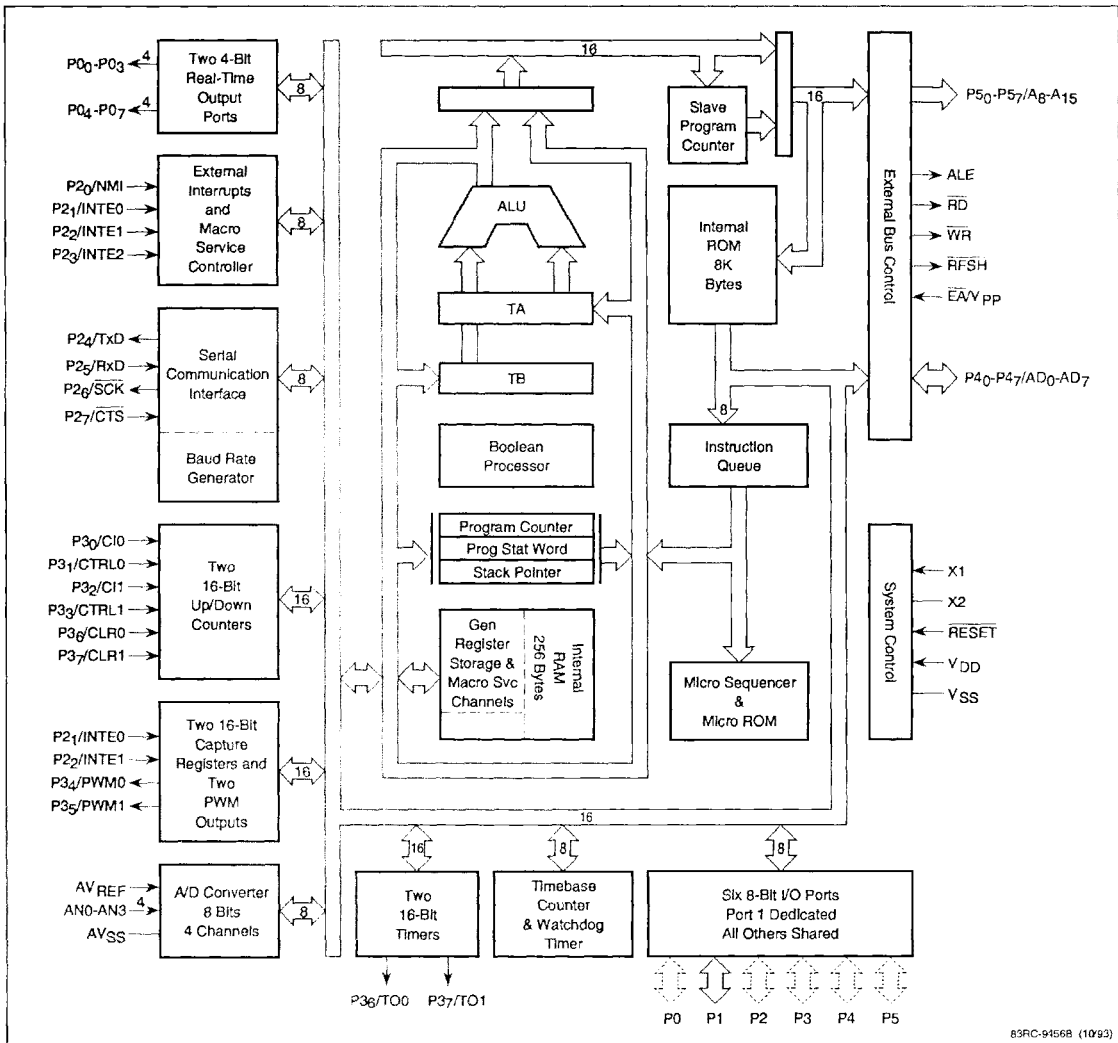 P0₀-P0₃
4
P0₄-P0₇
4
Two 4-Bit
Real-Time
Output
Ports
8
P2₀/NMI
P2₁/INTE0
P2₂/INTE1
P2₃/INTE2
External
Interrupts
and
Macro
Service
Controller
8
P2₄/TxD
P2₅/RxD
P2₆/S̅C̅K̅
P2₇/C̅T̅S̅
Serial
Communication
Interface
Baud Rate
Generator
8
P3₀/CI0
P3₁/CTRL0
P3₂/CI1
P3₃/CTRL1
P3₆/CLR0
P3₇/CLR1
Two
16-Bit
Up/Down
Counters
16
P2₁/INTE0
P2₂/INTE1
P3₄/PWM0
P3₅/PWM1
Two 16-Bit
Capture
Registers and
Two
PWM
Outputs
16
AV_REF
AN0-AN3
4
AV_SS
A/D Converter
8 Bits
4 Channels
8
16
ALU
TA
TB
Boolean
Processor
Program Counter
Prog Stat Word
Stack Pointer
Gen
Register
Storage &
Macro Svc
Channels
Internal
RAM
256 Bytes
Slave
Program
Counter
16
Internal
ROM
8K
Bytes
8
Instruction
Queue
Micro Sequencer
&
Micro ROM
External Bus Control
P5₀-P5₇/A₈-A₁₅
ALE
R̅D̅
W̅R̅
R̅F̅S̅H̅
E̅A̅/V_PP
P4₀-P4₇/AD₀-AD₇
System Control
X1
X2
R̅E̅S̅E̅T̅
V_DD
V_SS
16
16
8
8
Two
16-Bit
Timers
Timebase
Counter
& Watchdog
Timer
Six 8-Bit I/O Ports
Port 1 Dedicated
All Others Shared
P3₆/TO0
P3₇/TO1
P0
P1
P2
P3
P4
P5
83RC-9456B (10/93)